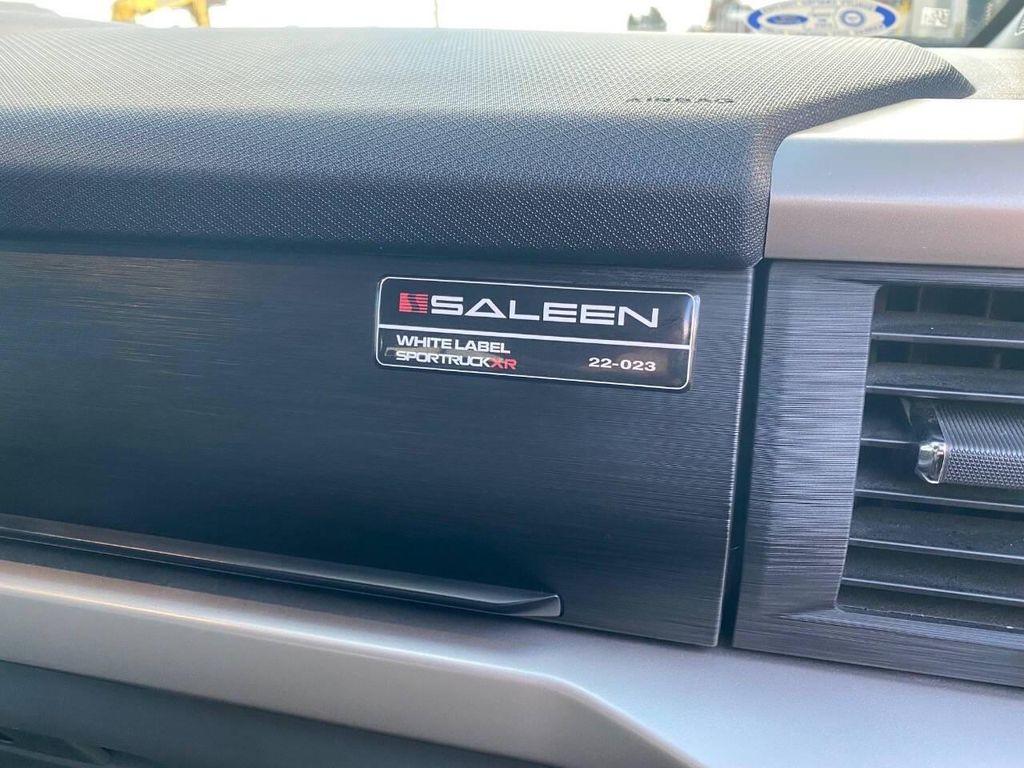 AIRBAG
SALEEN
WHITE LABEL
SPORTRUCKXR 22-023